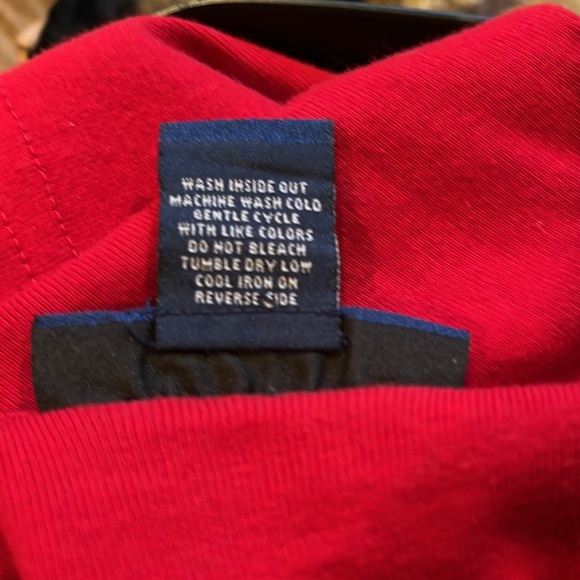 WASH INSIDE OUT
MACHINE WASH COLD
GENTLE CYCLE
WITH LIKE COLORS
DO NOT BLEACH
TUMBLE DRY LOW
COOL IRON ON
REVERSE SIDE